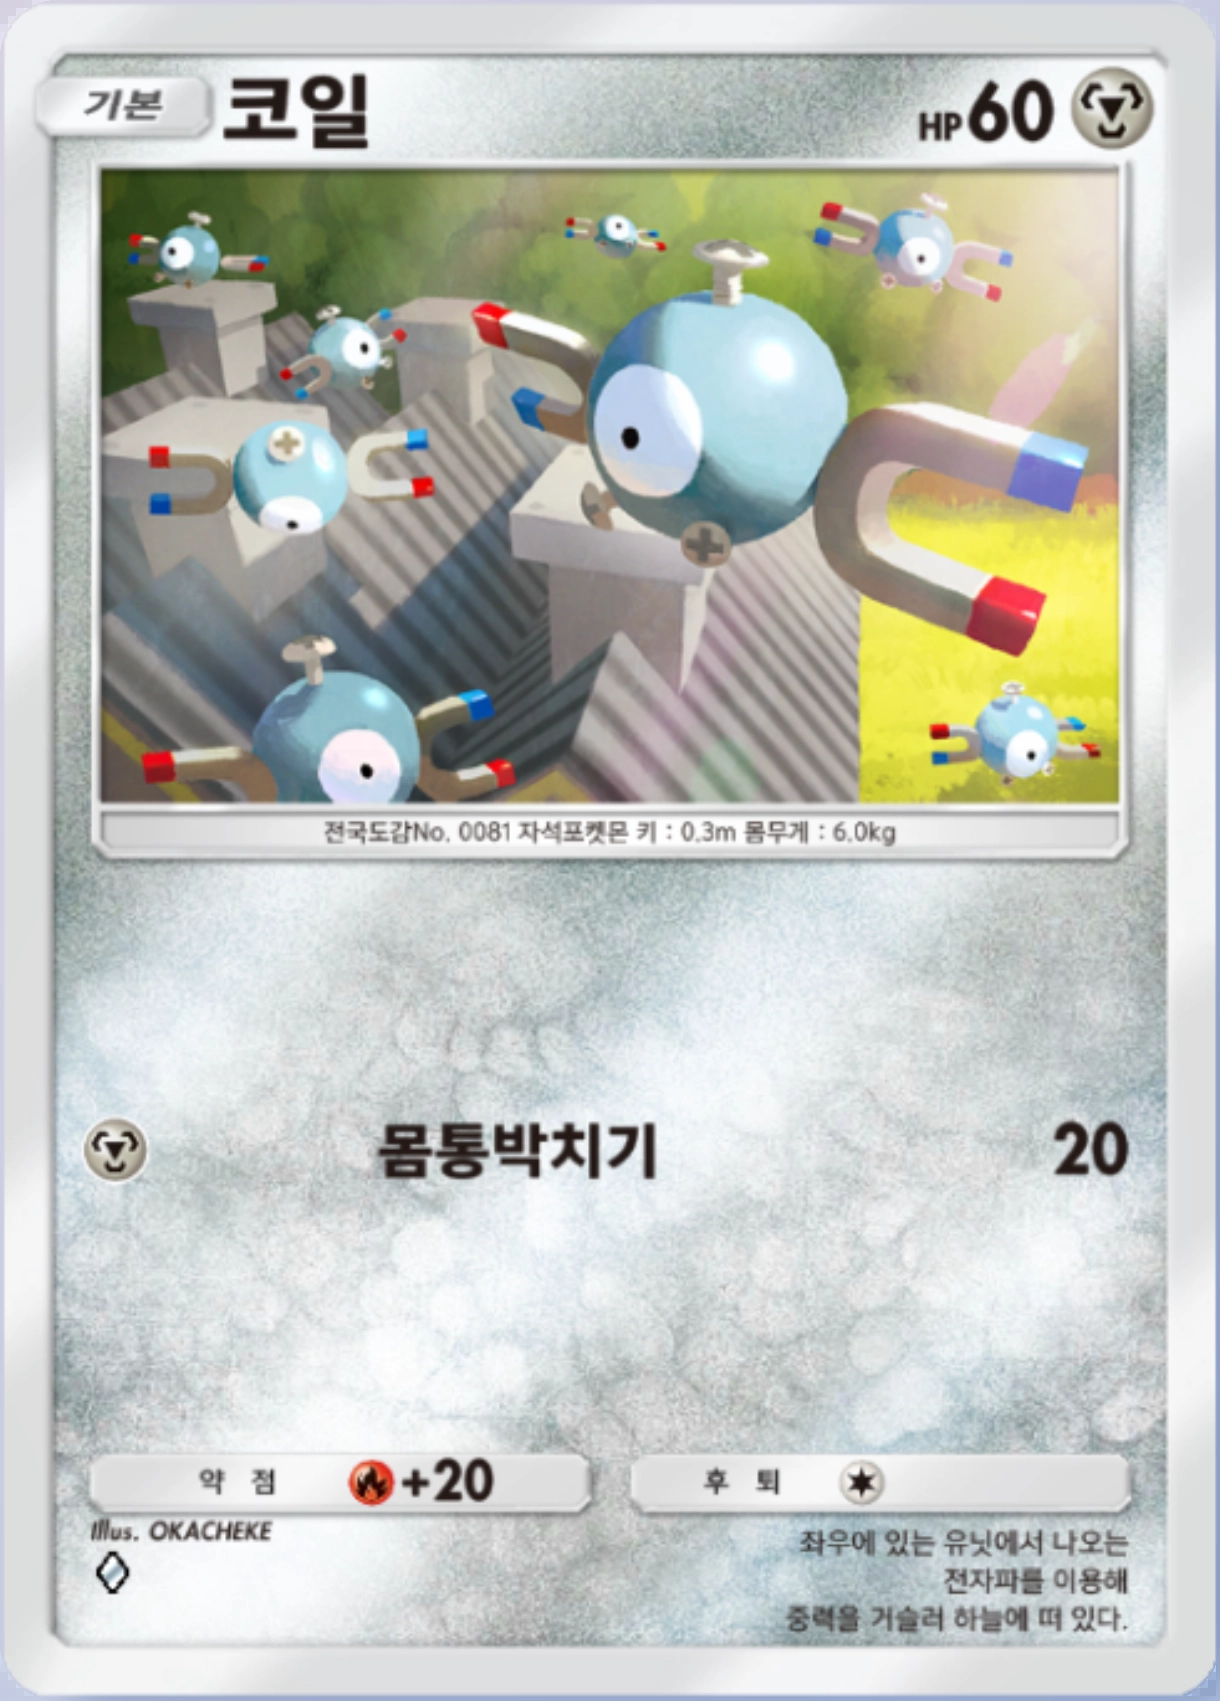 기본 코일 HP60
전국도감No. 0081 자석포켓몬 키 : 0.3m 몸무게 : 6.0kg
몸통박치기 20
약 점 +20 후 퇴
Illus. OKACHEKE
좌우에 있는 유닛에서 나오는
전자파를 이용해
중력을 거슬러 하늘에 떠 있다.